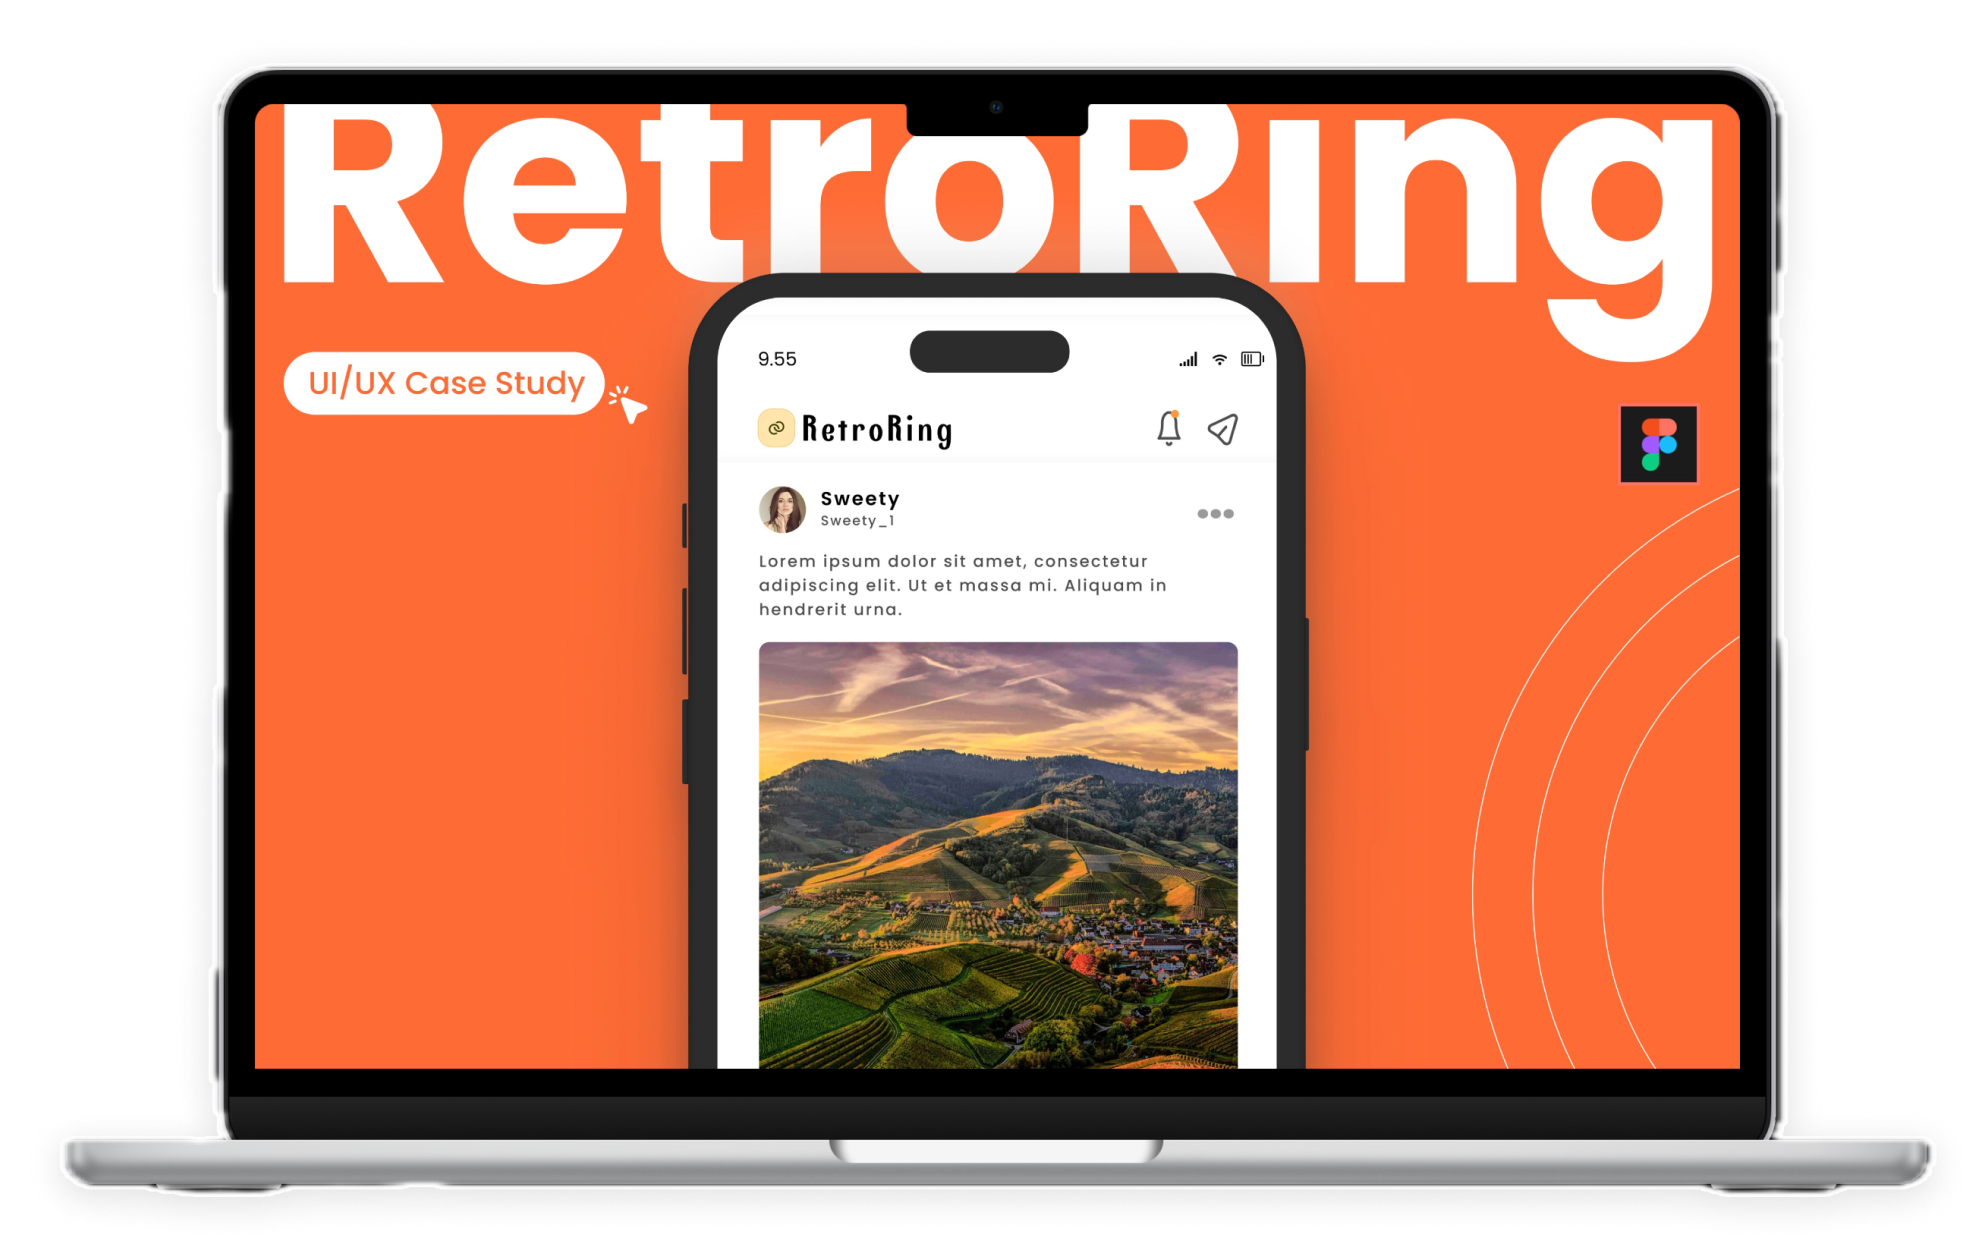 RetroRing
UI/UX Case Study
9.55
RetroRing
Sweety
Sweety_1
Lorem ipsum dolor sit amet, consectetur
adipiscing elit. Ut et massa mi. Aliquam in
hendrerit urna.